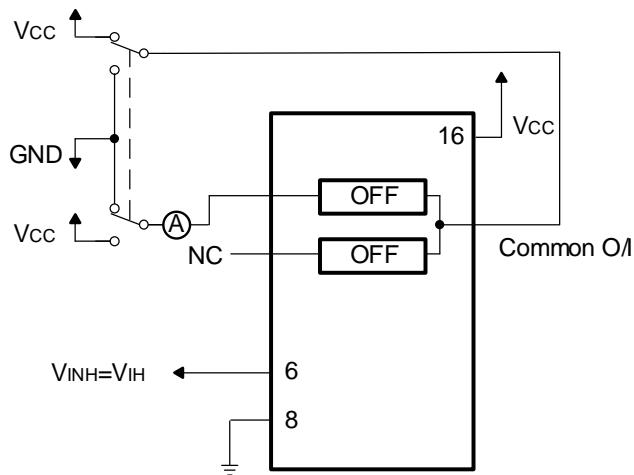 VCC
16
VCC
GND
OFF
VCC
A
Common O/I
NC
OFF
VINH=VIH
6
8